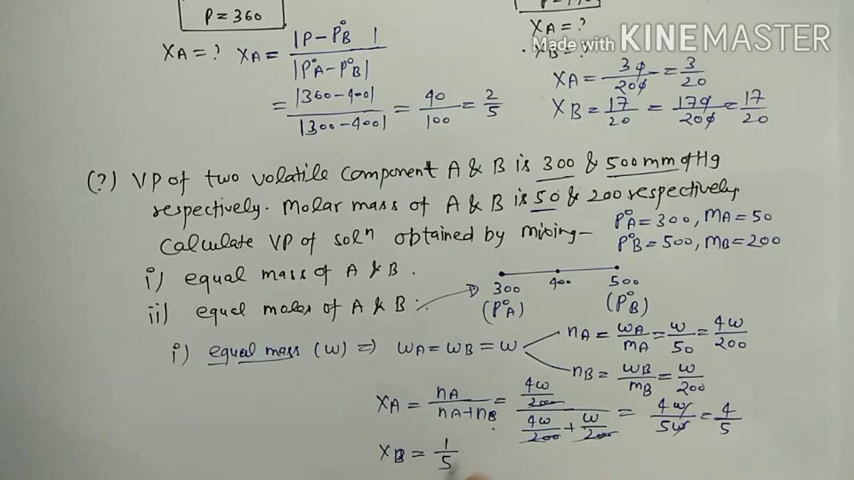 P = 360
XA = ? XA = |P - P°B| / |P°A - P°B|
= |360 - 400| / |300 - 400| = 40/100 = 2/5
XA = ?
XB = ?
Made with KINEMASTER
XA = 30/200 = 3/20
XB = 17/20 = 170/200 = 17/20
(?) VP of two volatile component A & B is 300 & 500 mm of Hg
respectively. Molar mass of A & B is 50 & 200 respectively,
Calculate VP of solⁿ obtained by mixing-
P°A = 300, MA = 50
P°B = 500, MB = 200
i) equal mass of A & B.
ii) equal moles of A & B.
300 400 500
(P°A) (P°B)
i) equal mass (w) ⇒ wA = wB = w
nA = wA/mA = w/50 = 4w/200
nB = wB/mB = w/200
XA = nA/(nA+nB) = (4w/200)/(4w/200 + w/200) = 4w/5w = 4/5
XB = 1/5